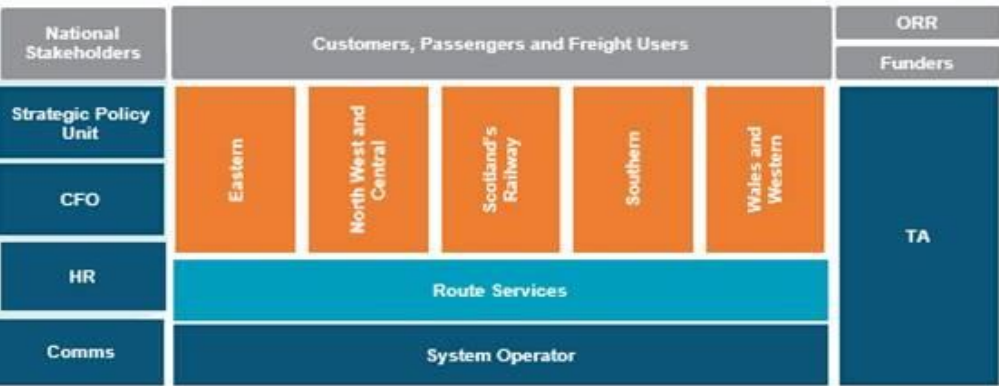 National
Stakeholders
Customers, Passengers and Freight Users
ORR
Funders
Strategic Policy
Unit
CFO
HR
Comms
Eastern
North West and
Central
Scotland's
Railway
Southern
Wales and
Western
Route Services
System Operator
TA